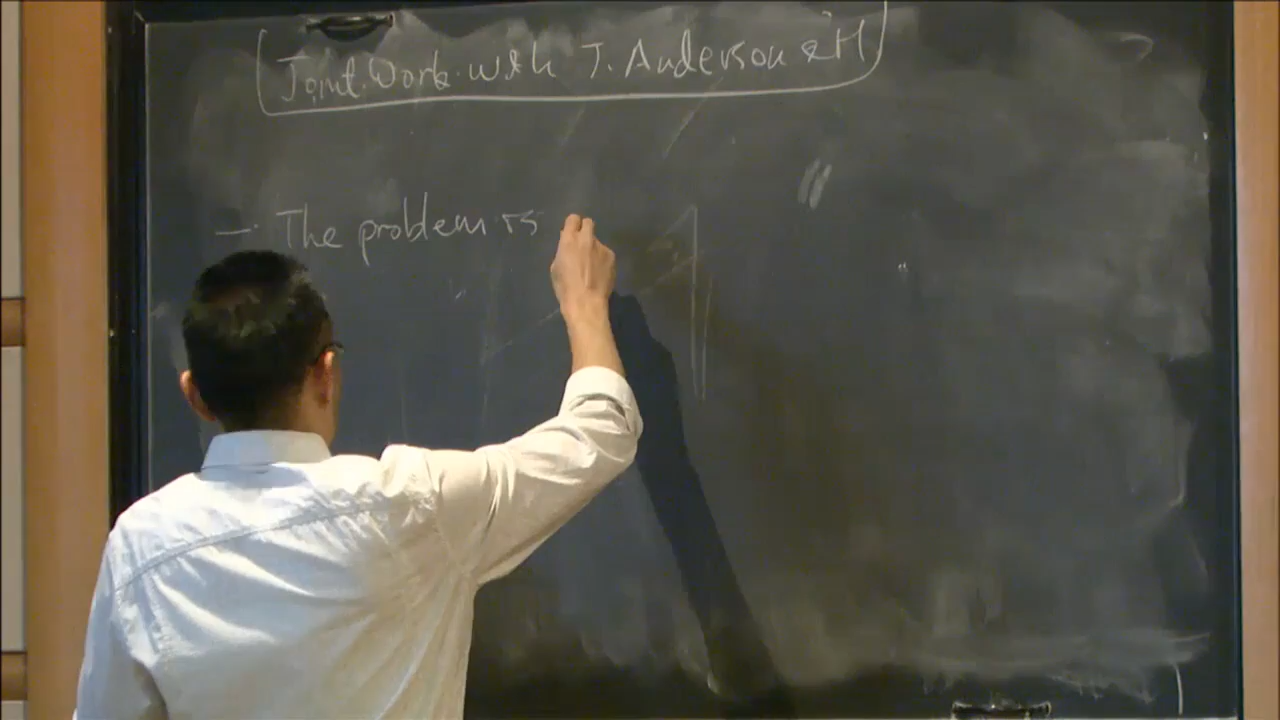 Joint Work with J. Anderson & H
— The problem is